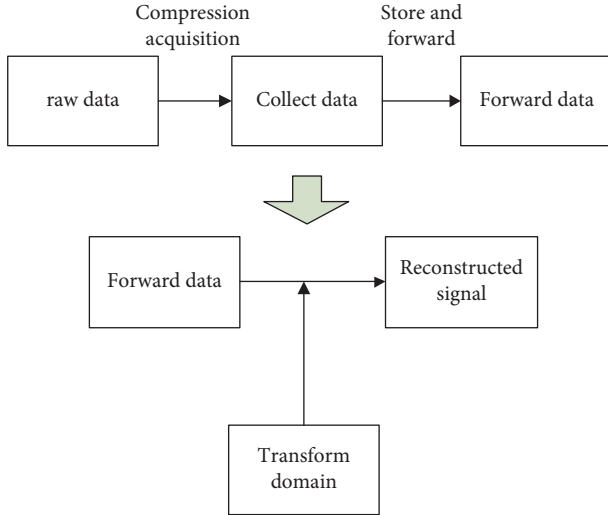 Compression
acquisition
Store and
forward
raw data
Collect data
Forward data
Forward data
Reconstructed
signal
Transform
domain